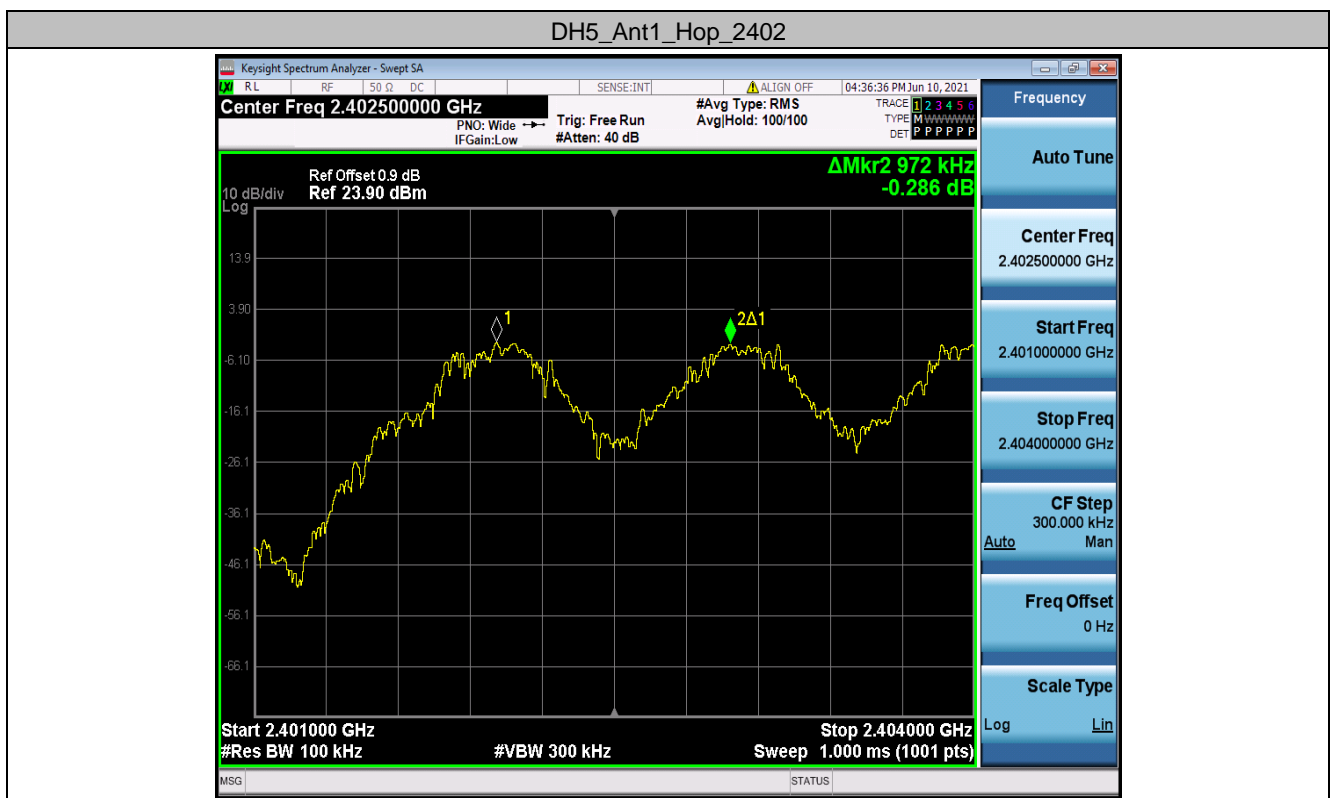 DH5_Ant1_Hop_2402
Keysight Spectrum Analyzer - Swept SA
LXI RL RF 50 Ω DC SENSE:INT ALIGN OFF 04:36:36 PM Jun 10, 2021
Center Freq 2.402500000 GHz
PNO: Wide
IFGain:Low
Trig: Free Run
#Atten: 40 dB
#Avg Type: RMS
Avg|Hold: 100/100
TRACE 1 2 3 4 5 6
TYPE M WWWWW
DET P P P P P P
ΔMkr2 972 kHz
-0.286 dB
Ref Offset 0.9 dB
10 dB/div Ref 23.90 dBm
Log
13.9
3.90
-6.10
-16.1
-26.1
-36.1
-46.1
-56.1
-66.1
1
2Δ1
Start 2.401000 GHz Stop 2.404000 GHz
#Res BW 100 kHz #VBW 300 kHz Sweep 1.000 ms (1001 pts)
MSG STATUS
Frequency
Auto Tune
Center Freq
2.402500000 GHz
Start Freq
2.401000000 GHz
Stop Freq
2.404000000 GHz
CF Step
300.000 kHz
Auto Man
Freq Offset
0 Hz
Scale Type
Log Lin